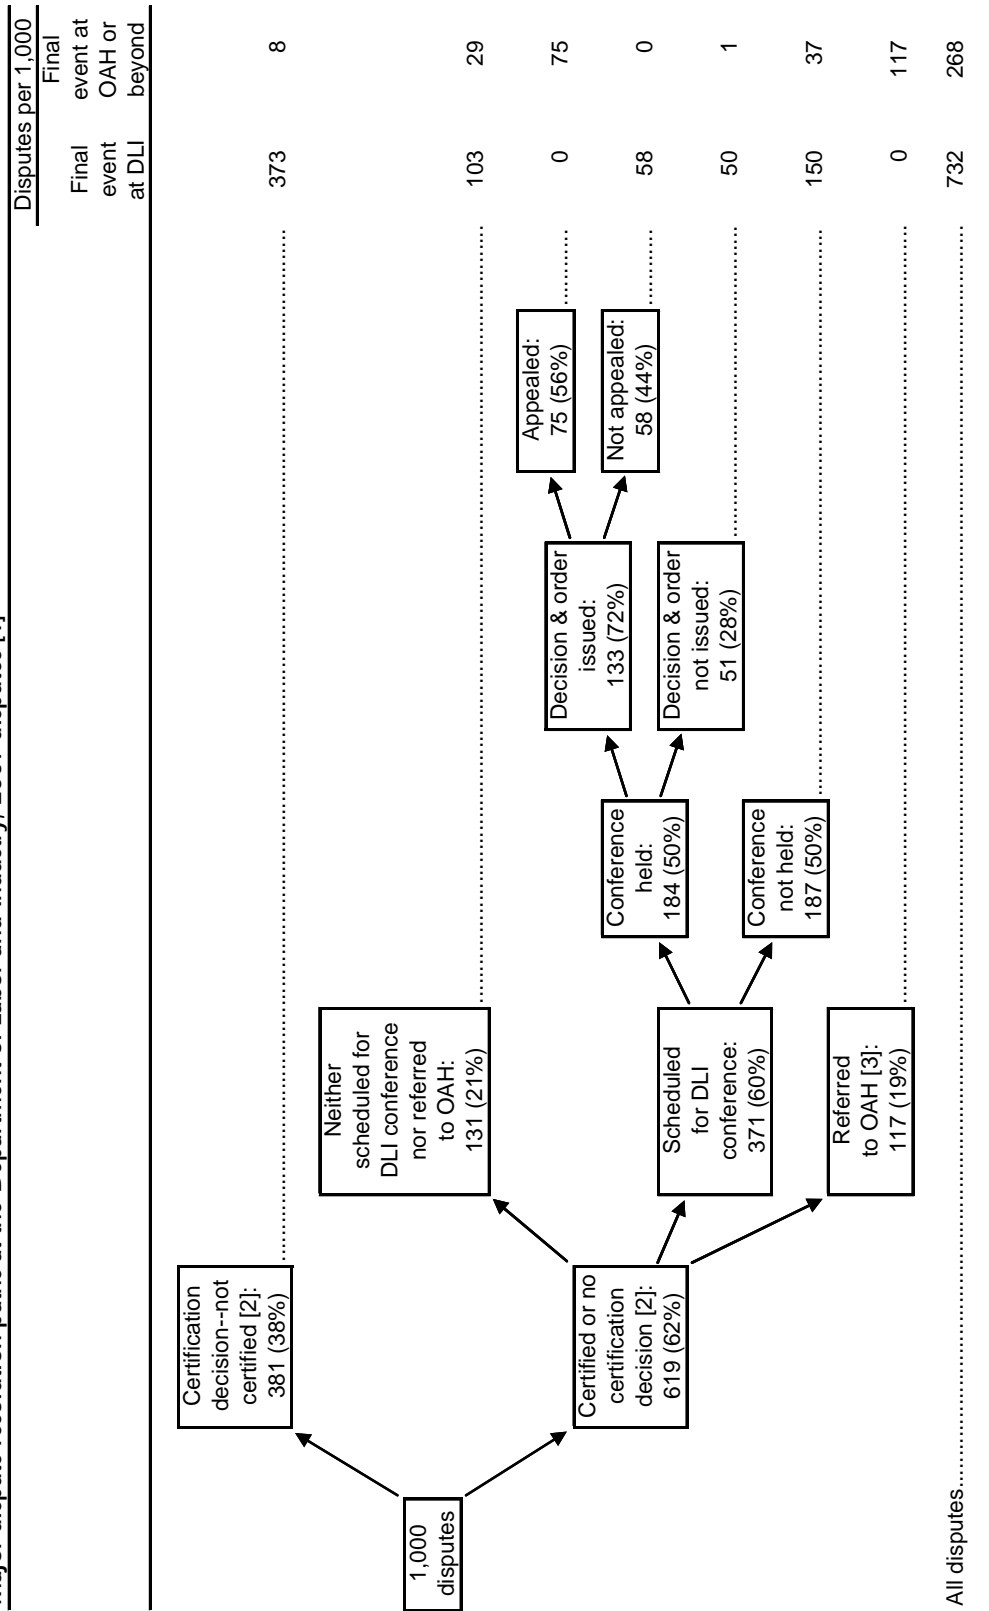 Disputes per 1,000
Final
event
at DLI
Final
event at
OAH or
beyond
1,000
disputes
Certification
decision--not
certified [2]:
381 (38%)
373
8
Certified or no
certification
decision [2]:
619 (62%)
Neither
scheduled for
DLI conference
nor referred
to OAH:
131 (21%)
103
29
Scheduled
for DLI
conference:
371 (60%)
Referred
to OAH [3]:
117 (19%)
Conference
held:
184 (50%)
Conference
not held:
187 (50%)
Decision & order
issued:
133 (72%)
Decision & order
not issued:
51 (28%)
Appealed:
75 (56%)
0
75
Not appealed:
58 (44%)
58
0
50
1
150
37
0
117
All disputes
732
268